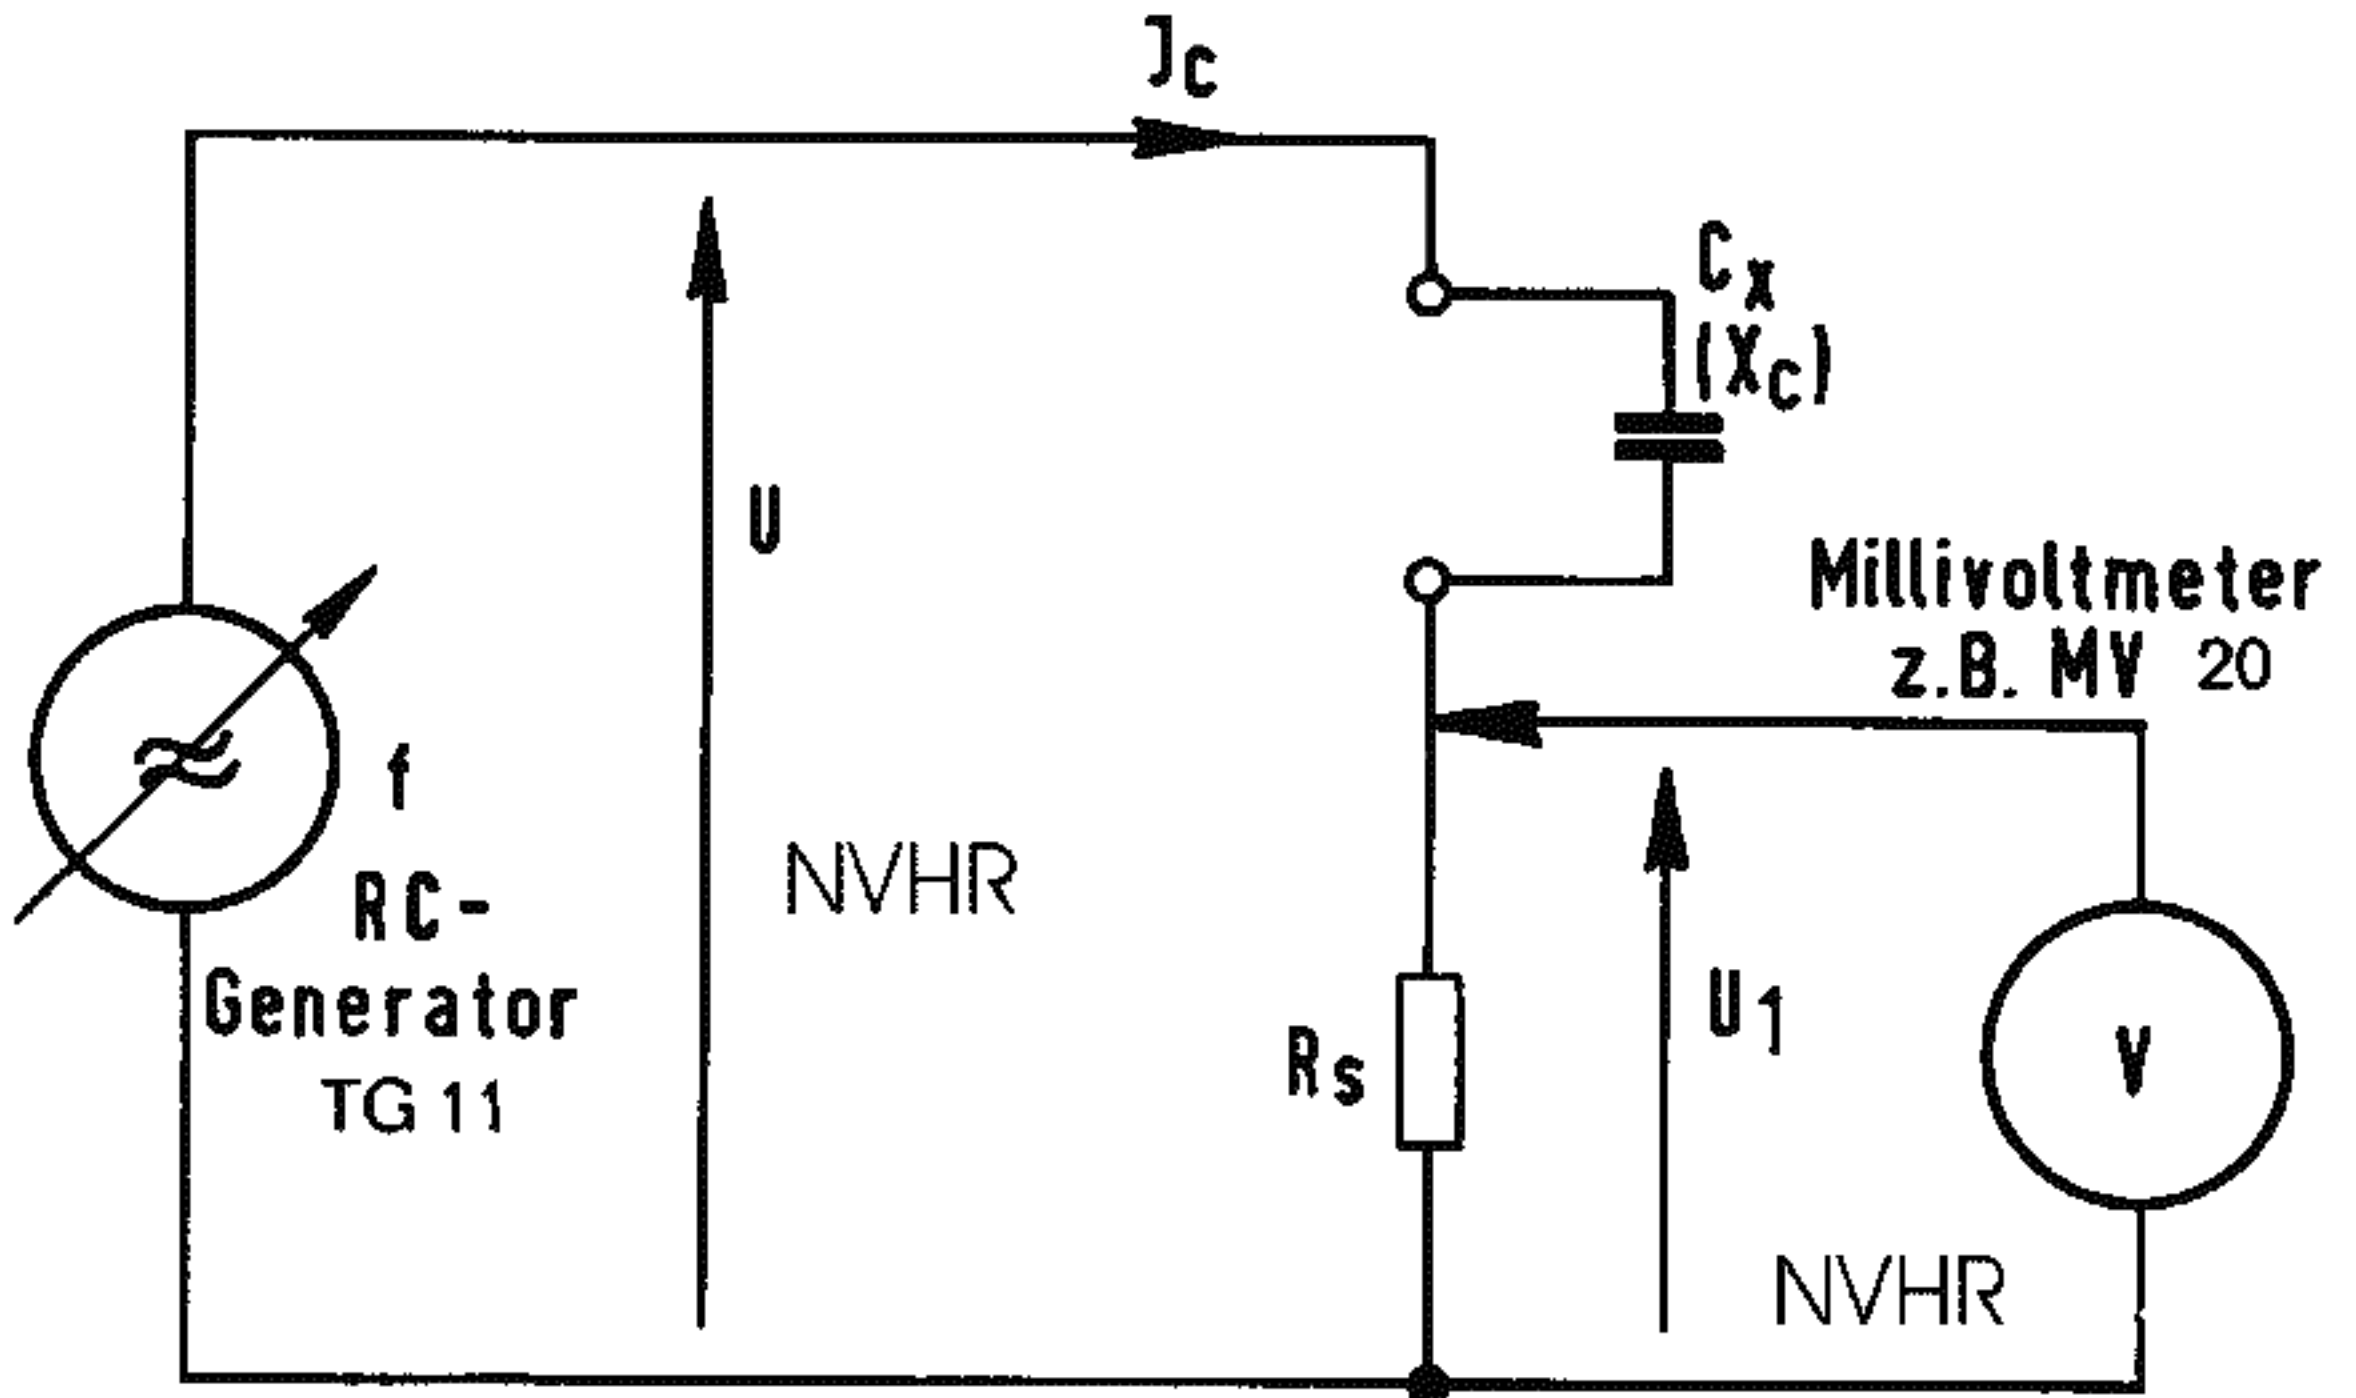 JC
Cx
(XC)
U
Millivoltmeter
z.B. MV 20
f
RC-
Generator
TG 11
NVHR
Rs
U1
V
NVHR